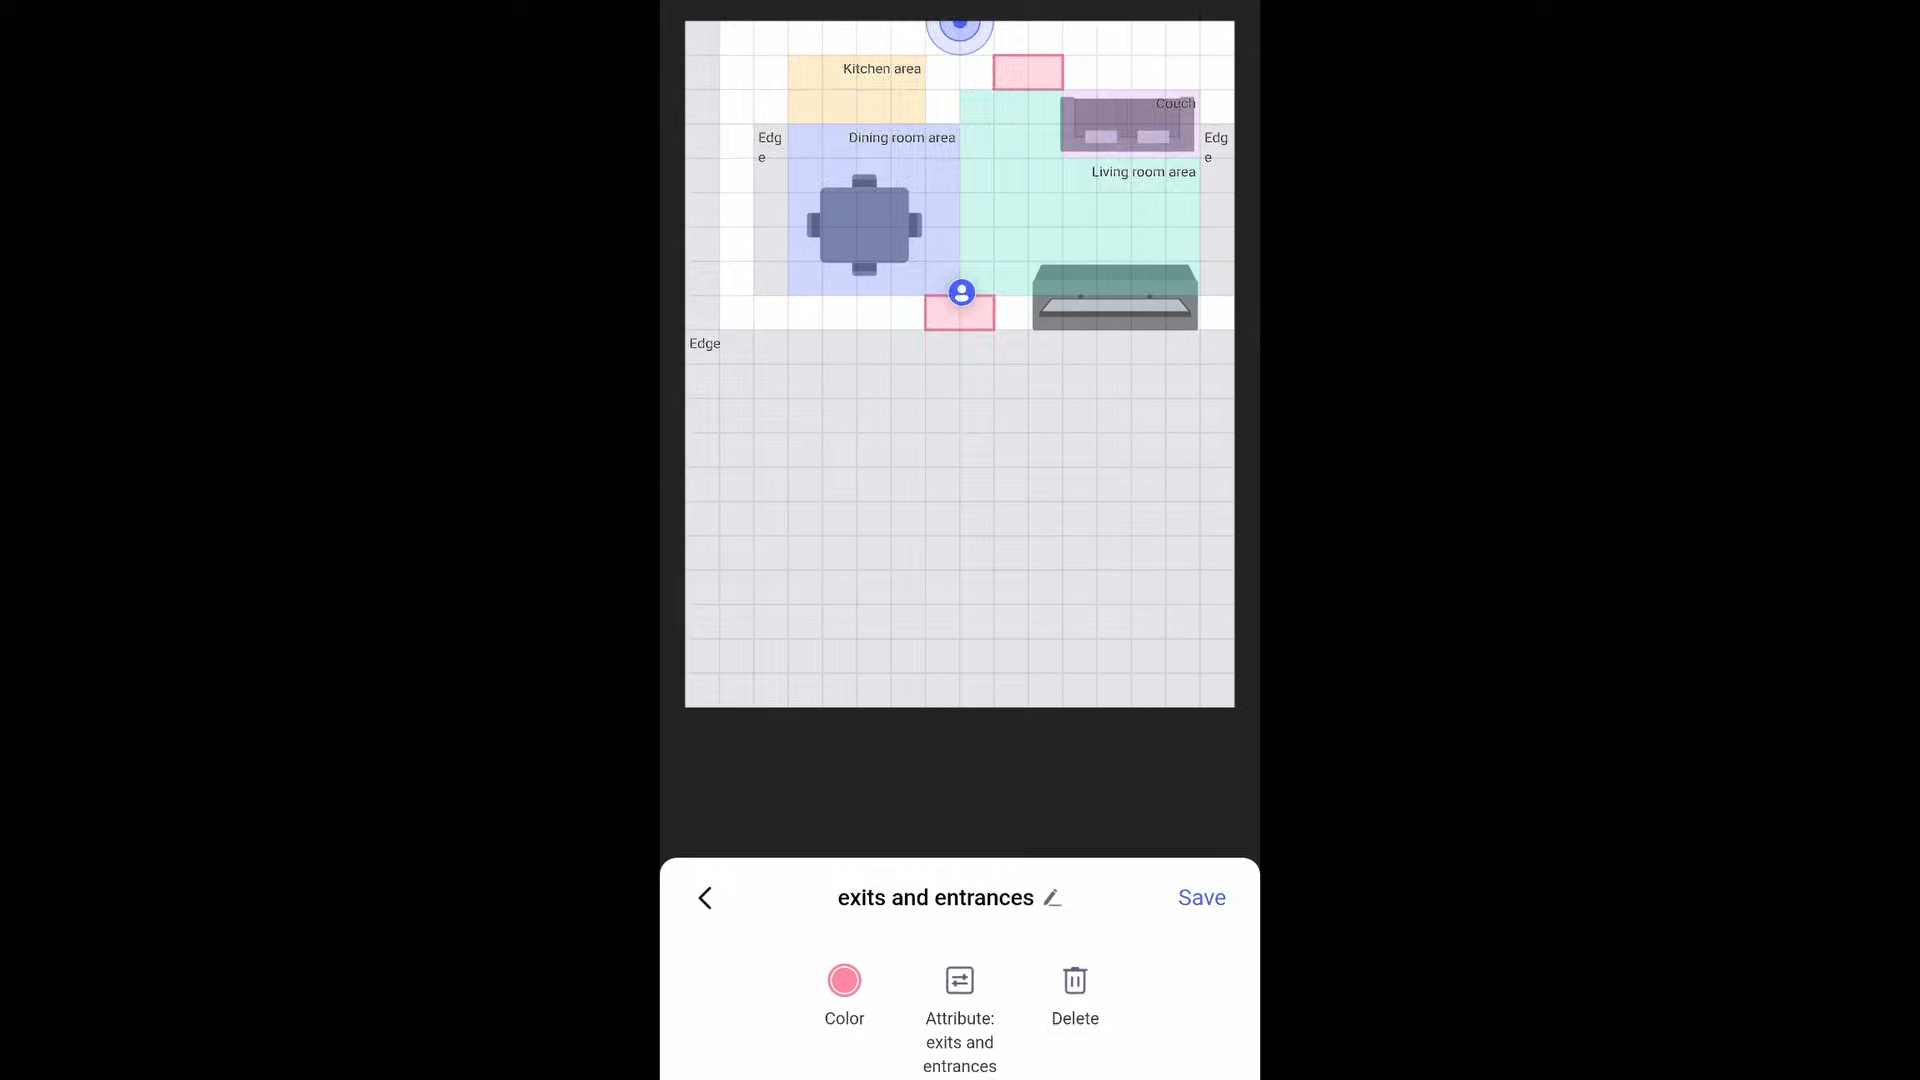 Kitchen area
Couch
Edg
e
Dining room area
Edg
e
Living room area
Edge
exits and entrances
Save
Color
Attribute:
exits and
entrances
Delete